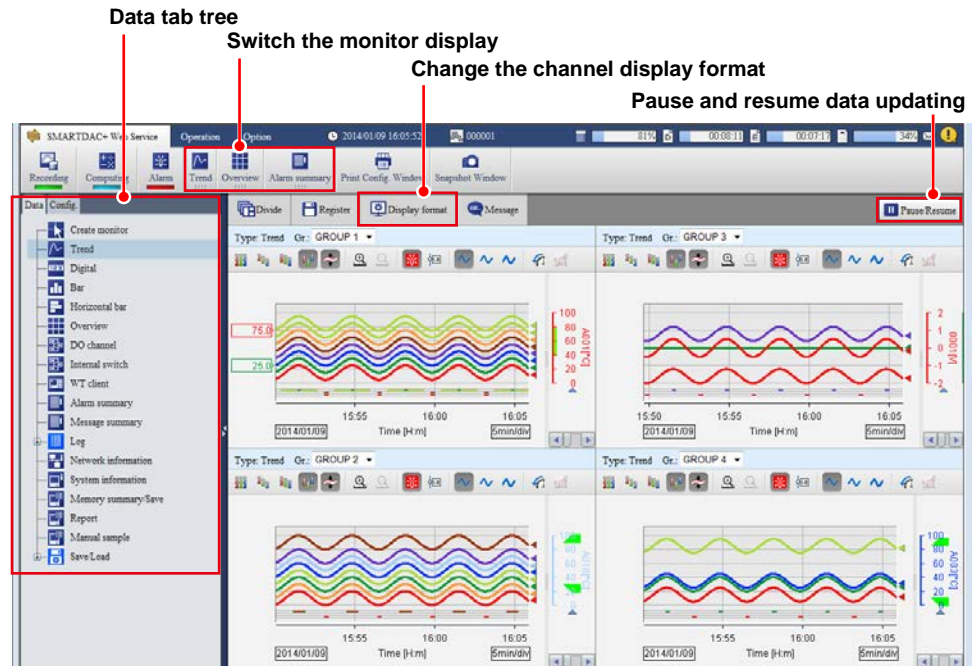 Data tab tree
Switch the monitor display
Change the channel display format
Pause and resume data updating
SMARTDAC+ Web Service Operation Option 2014/01/09 16:05:52 000001 81% 00:08:11 00:07:17 34%
Recording Computing Alarm Trend Overview Alarm summary Print Config. Window Snapshot Window
Data Config.
Divide Register Display format Message Pause/Resume
Create monitor
Trend
Digital
Bar
Horizontal bar
Overview
DO channel
Internal switch
WT client
Alarm summary
Message summary
Log
Network information
System information
Memory summary/Save
Report
Manual sample
Save/Load
Type: Trend Gr.: GROUP 1
75.0
25.0
100
80
60
40
20
0
A001[°C]
15:55 16:00 16:05
2014/01/09 Time [H:m] 5min/div
Type: Trend Gr.: GROUP 3
2
1
0
-1
-2
0001[V]
15:50 15:55 16:00 16:05
2014/01/09 Time [H:m] 5min/div
Type: Trend Gr.: GROUP 2
100
80
60
40
20
0
15:55 16:00 16:05
2014/01/09 Time [H:m] 5min/div
Type: Trend Gr.: GROUP 4
100
80
60
40
20
0
15:55 16:00 16:05
2014/01/09 Time [H:m] 5min/div